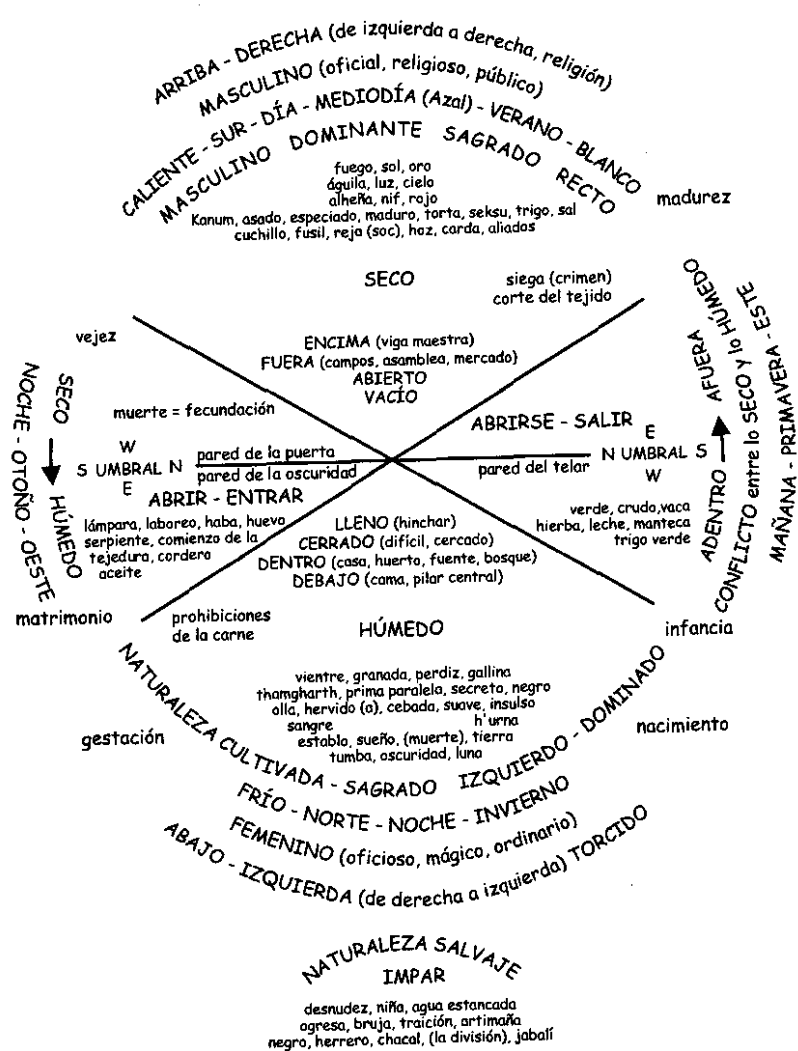 ARRIBA - DERECHA (de izquierda a derecha, religión)
MASCULINO (oficial, religioso, público)
CALIENTE - SUR - DÍA - MEDIODÍA (Azal) - VERANO - BLANCO
MASCULINO DOMINANTE SAGRADO RECTO
fuego, sol, oro
águila, luz, cielo
alheña, nif, rojo
Kanum, asado, especiado, maduro, torta, seksu, trigo, sal
cuchillo, fusil, reja (soc), hoz, carda, aliados
madurez
SECO
siega (crimen)
corte del tejido
vejez
ENCIMA (viga maestra)
FUERA (campos, asamblea, mercado)
ABIERTO
VACÍO
muerte = fecundación
ABRIRSE - SALIR
NOCHE - OTOÑO - OESTE
SECO
HÚMEDO
W
S UMBRAL N
E
pared de la puerta
pared de la oscuridad
pared del telar
E
N UMBRAL S
W
ADENTRO
AFUERA
CONFLICTO entre lo SECO y lo HÚMEDO
MAÑANA - PRIMAVERA - ESTE
ABRIR - ENTRAR
lámpara, laboreo, haba, huevo
serpiente, comienzo de la
tejedura, cordero
aceite
LLENO (hinchar)
CERRADO (difícil, cercado)
DENTRO (casa, huerto, fuente, bosque)
DEBAJO (cama, pilar central)
verde, crudo, vaca
hierba, leche, manteca
trigo verde
matrimonio
prohibiciones
de la carne
HÚMEDO
infancia
vientre, granada, perdiz, gallina
thamgharth, prima paralela, secreto, negro
olla, hervido (a), cebada, suave, insulso
sangre h'urna
establo, sueño, (muerte), tierra
tumba, oscuridad, luna
gestación
nacimiento
NATURALEZA CULTIVADA - SAGRADO IZQUIERDO - DOMINADO
FRÍO - NORTE - NOCHE - INVIERNO
FEMENINO (oficioso, mágico, ordinario)
ABAJO - IZQUIERDA (de derecha a izquierda) TORCIDO
NATURALEZA SALVAJE
IMPAR
desnudez, niña, agua estancada
ogresa, bruja, traición, artimaña
negro, herrero, chacal, (la división), jabalí